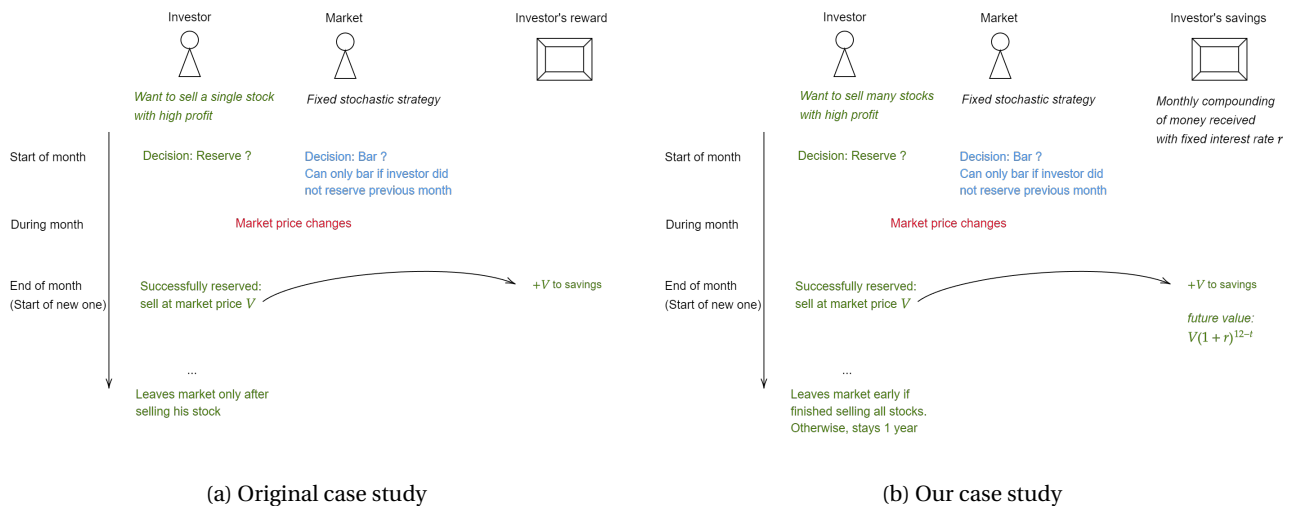 Investor
Market
Investor's reward
Want to sell a single stock
with high profit
Fixed stochastic strategy
Start of month
Decision: Reserve ?
Decision: Bar ?
Can only bar if investor did
not reserve previous month
During month
Market price changes
End of month
(Start of new one)
Successfully reserved:
sell at market price V
+V to savings
...
Leaves market only after
selling his stock
(a) Original case study
Investor
Market
Investor's savings
Want to sell many stocks
with high profit
Fixed stochastic strategy
Monthly compounding
of money received
with fixed interest rate r
Start of month
Decision: Reserve ?
Decision: Bar ?
Can only bar if investor did
not reserve previous month
During month
Market price changes
End of month
(Start of new one)
Successfully reserved:
sell at market price V
+V to savings
future value:
V(1 + r)^{12−t}
...
Leaves market early if
finished selling all stocks.
Otherwise, stays 1 year
(b) Our case study